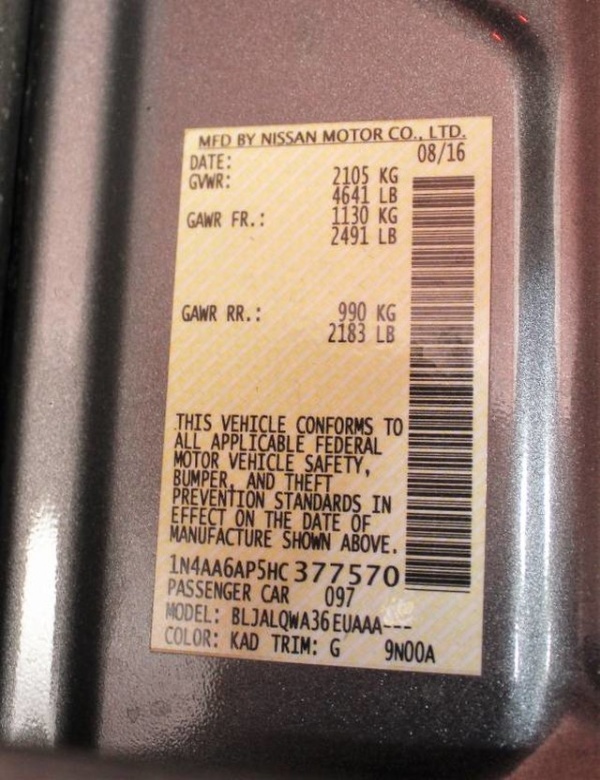 MFD BY NISSAN MOTOR CO., LTD.
DATE: 08/16
GVWR: 2105 KG
4641 LB
GAWR FR.: 1130 KG
2491 LB
GAWR RR.: 990 KG
2183 LB
THIS VEHICLE CONFORMS TO
ALL APPLICABLE FEDERAL
MOTOR VEHICLE SAFETY,
BUMPER, AND THEFT
PREVENTION STANDARDS IN
EFFECT ON THE DATE OF
MANUFACTURE SHOWN ABOVE.
1N4AA6AP5HC 377570
PASSENGER CAR 097
MODEL: BLJALQWA36EUAAA---
COLOR: KAD TRIM: G 9N00A